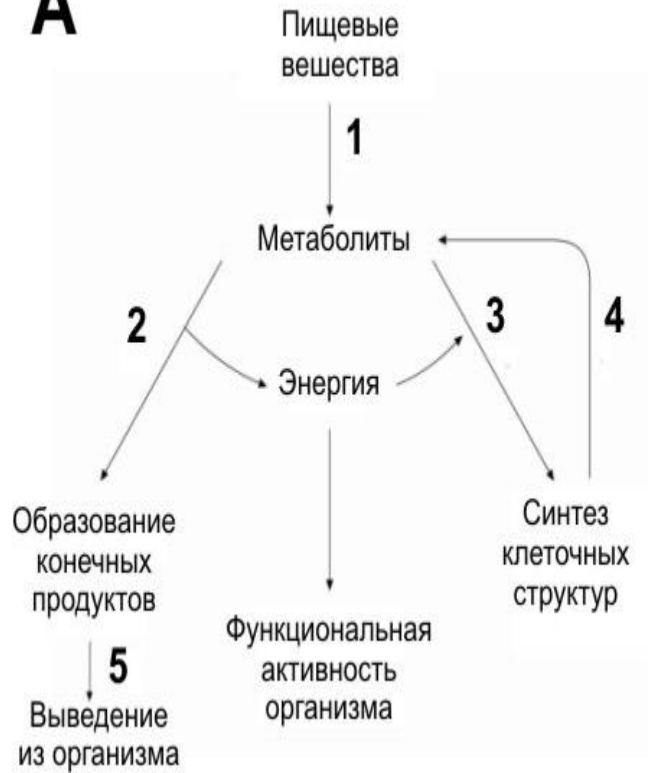 А
Пищевые
вешества
1
Метаболиты
2
3
4
Энергия
Образование
конечных
продуктов
Синтез
клеточных
структур
Функциональная
активность
организма
5
Выведение
из организма